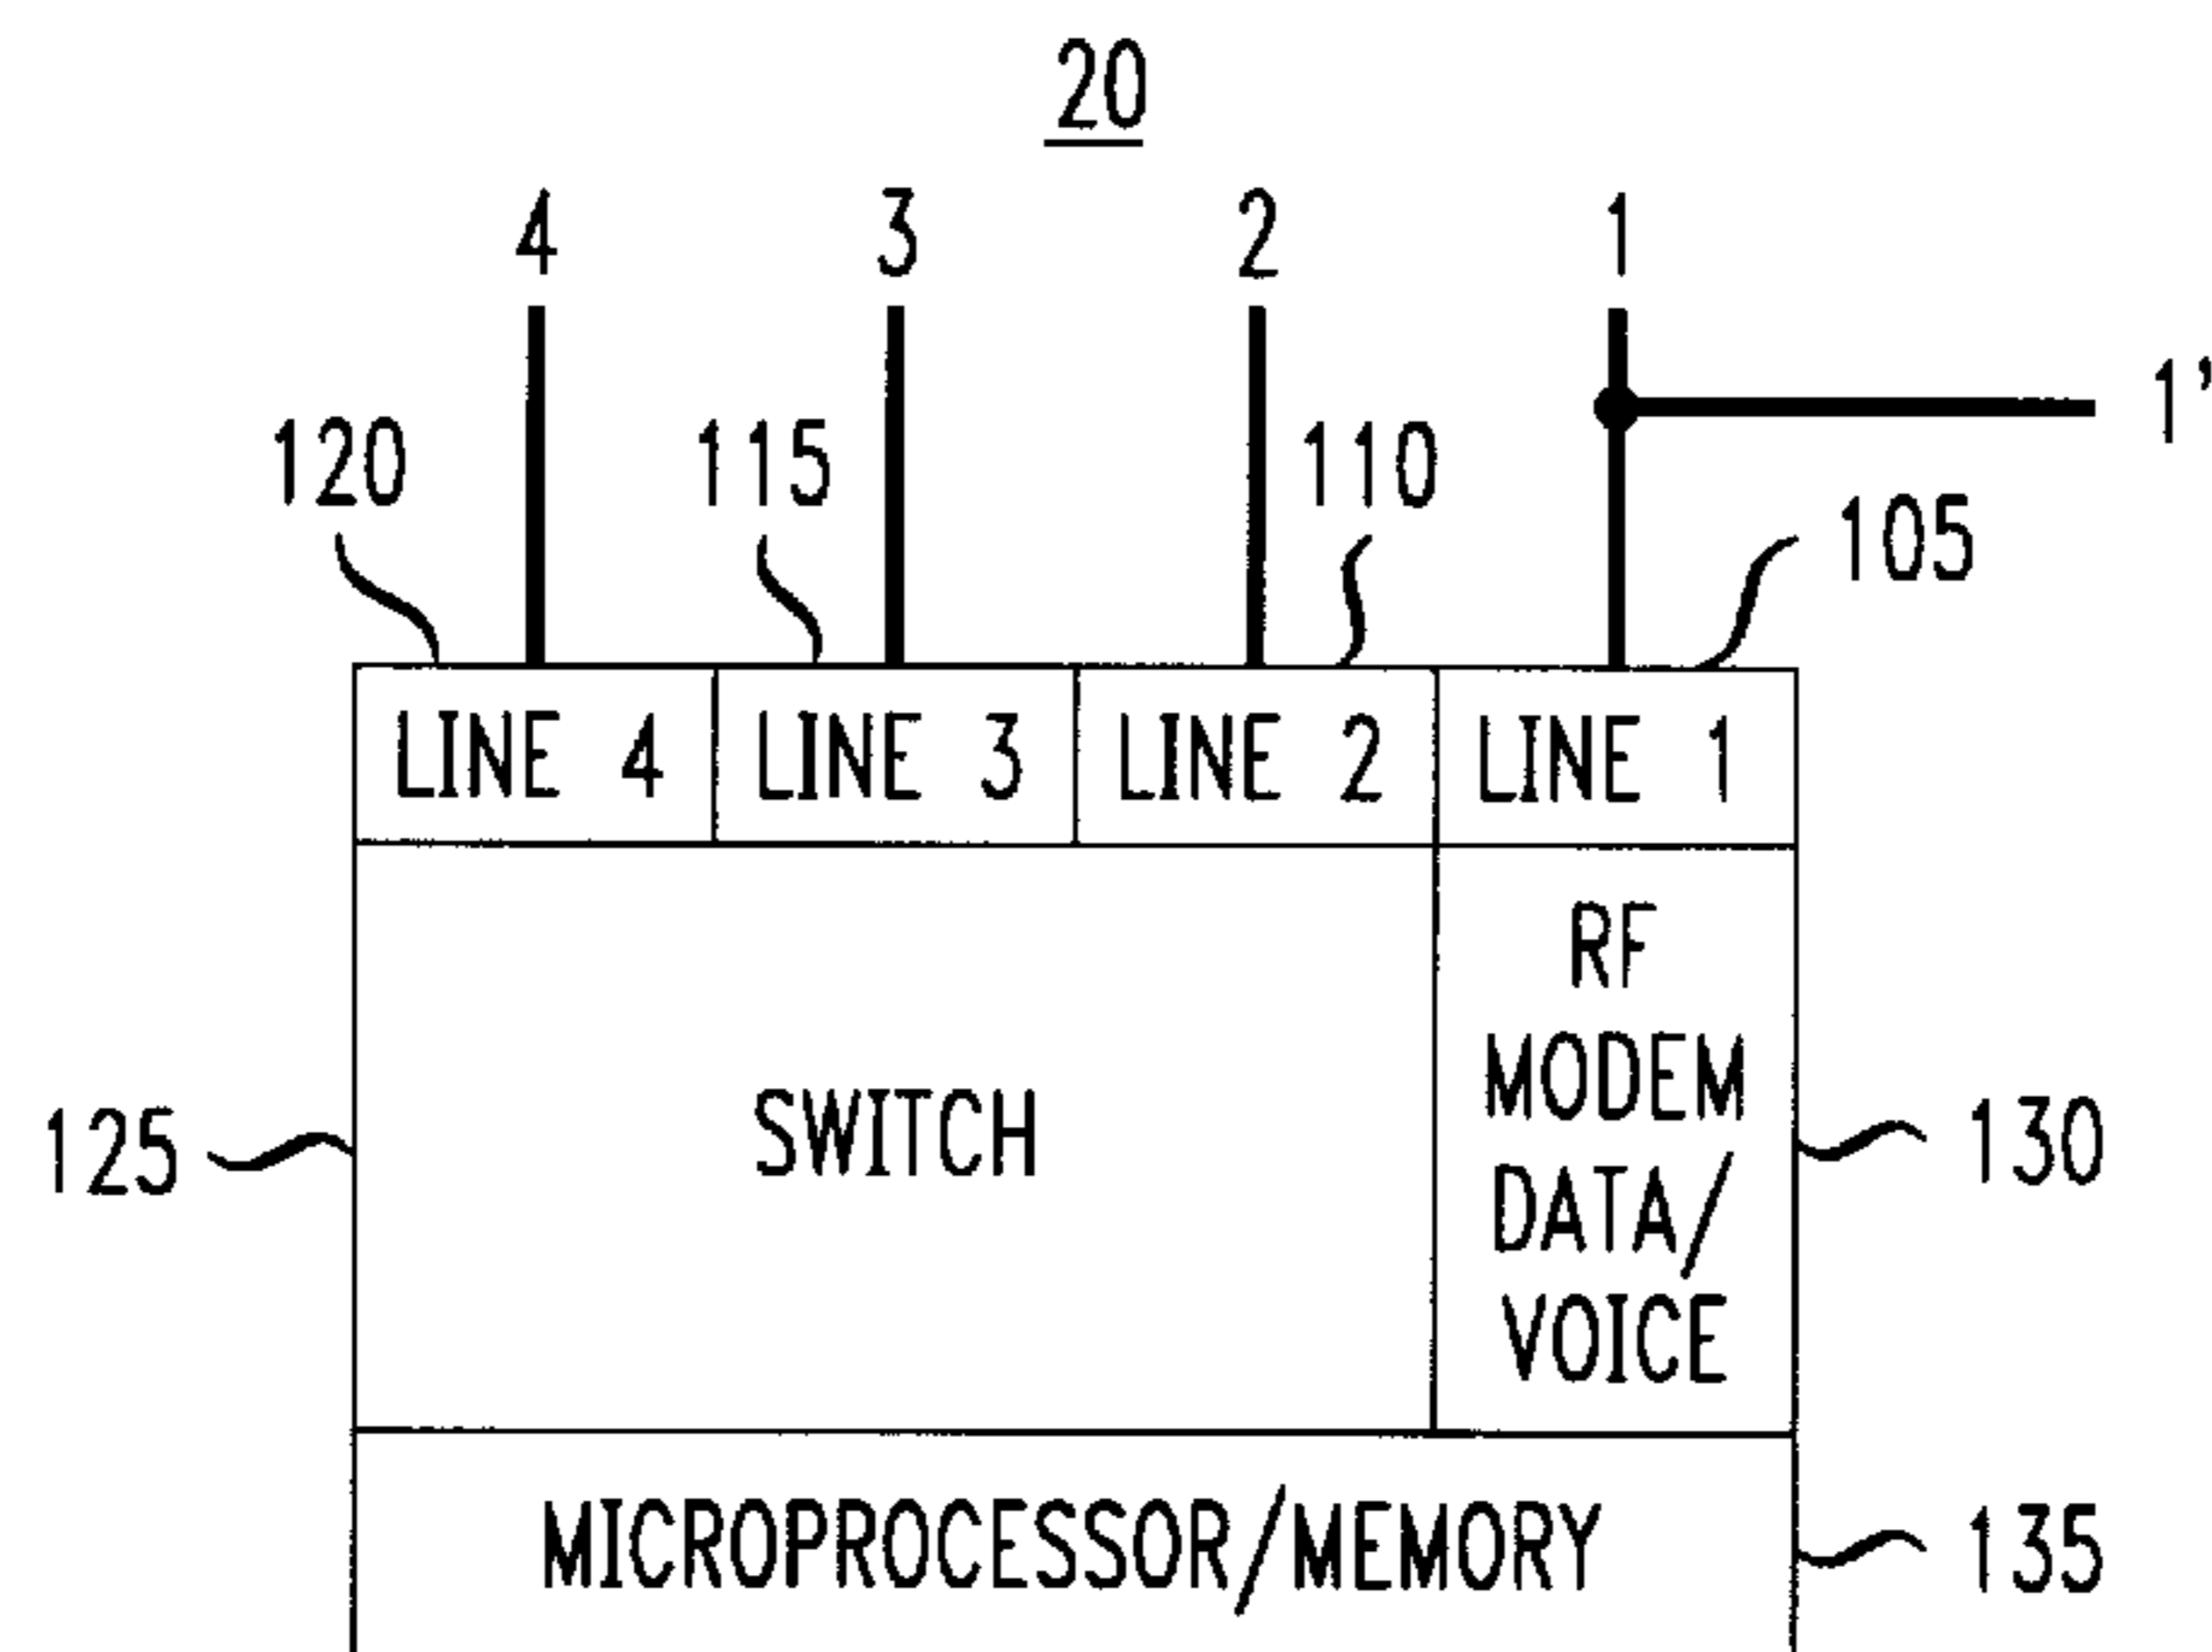 20
4 3 2 1
1'
120 115 110 105
LINE 4 LINE 3 LINE 2 LINE 1
RF
MODEM
DATA/
VOICE
125 SWITCH 130
MICROPROCESSOR/MEMORY 135